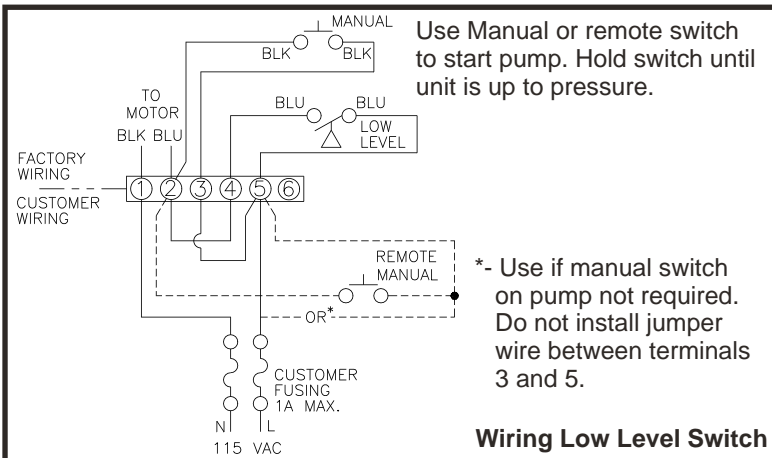 MANUAL
BLK BLK
Use Manual or remote switch
to start pump. Hold switch until
unit is up to pressure.
TO
MOTOR
BLK BLU
BLU BLU
LOW
LEVEL
FACTORY
WIRING
CUSTOMER
WIRING
1 2 3 4 5 6
REMOTE
MANUAL
OR*
*- Use if manual switch
on pump not required.
Do not install jumper
wire between terminals
3 and 5.
CUSTOMER
FUSING
1A MAX.
N L
115 VAC
Wiring Low Level Switch